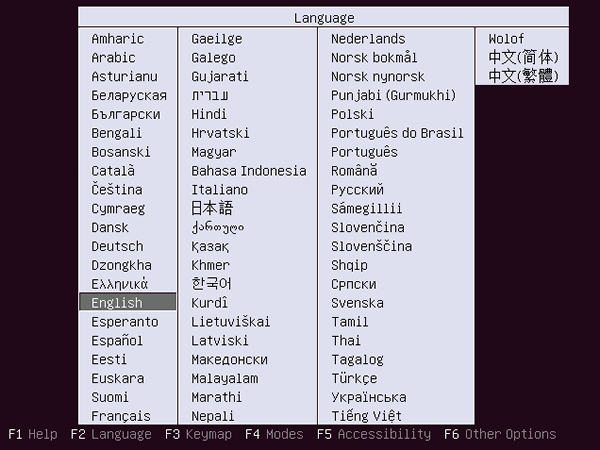 Language
Amharic
Arabic
Asturianu
Беларуская
Български
Bengali
Bosanski
Català
Čeština
Cymraeg
Dansk
Deutsch
Dzongkha
Ελληνικά
English
Esperanto
Español
Eesti
Euskara
Suomi
Français
Gaeilge
Galego
Gujarati
עברית
Hindi
Hrvatski
Magyar
Bahasa Indonesia
Italiano
日本語
ქართული
Қазақ
Khmer
한국어
Kurdî
Lietuviškai
Latviski
Македонски
Malayalam
Marathi
Nepali
Nederlands
Norsk bokmål
Norsk nynorsk
Punjabi (Gurmukhi)
Polski
Português do Brasil
Português
Română
Русский
Sámegillii
Slovenčina
Slovenščina
Shqip
Српски
Svenska
Tamil
Thai
Tagalog
Türkçe
Українська
Tiếng Việt
Wolof
中文(简体)
中文(繁體)
F1 Help F2 Language F3 Keymap F4 Modes F5 Accessibility F6 Other Options